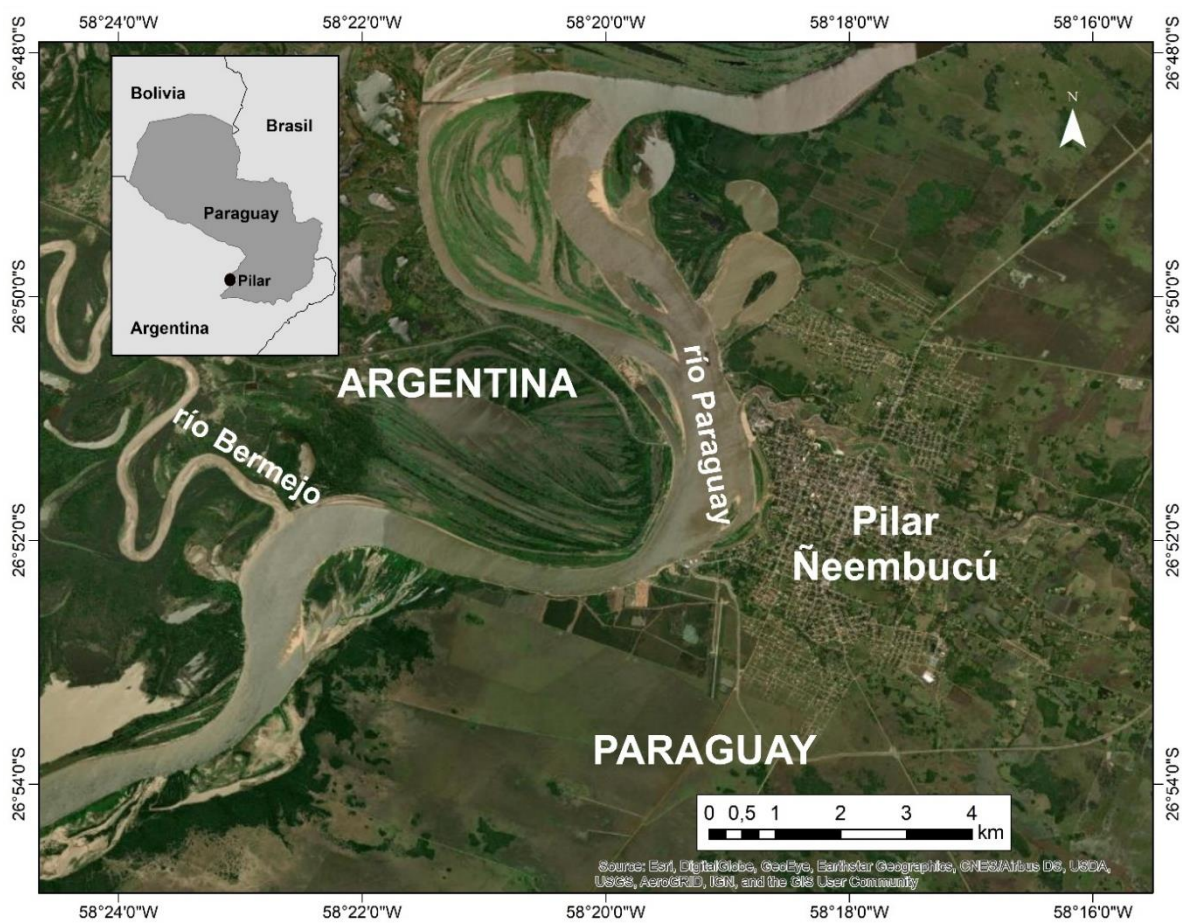 58°24'0"W 58°22'0"W 58°20'0"W 58°18'0"W 58°16'0"W
26°48'0"S
26°48'0"S
Bolivia
Brasil
N
Paraguay
Pilar
Argentina
26°50'0"S
26°50'0"S
ARGENTINA
río Paraguay
río Bermejo
Pilar
Ñeembucú
26°52'0"S
26°52'0"S
PARAGUAY
26°54'0"S
26°54'0"S
0 0,5 1 2 3 4
km
Source: Esri, DigitalGlobe, GeoEye, Earthstar Geographics, CNES/Airbus DS, USDA,
USGS, AeroGRID, IGN, and the GIS User Community
58°24'0"W 58°22'0"W 58°20'0"W 58°18'0"W 58°16'0"W